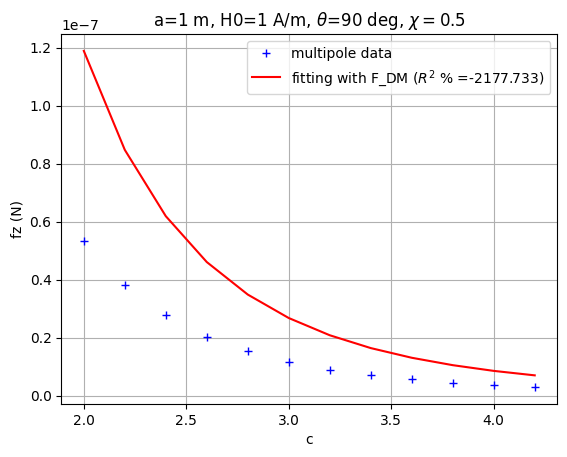 a=1 m, H0=1 A/m, θ=90 deg, χ = 0.5
1e−7
multipole data
fitting with F_DM (R² % =-2177.733)
1.2
1.0
0.8
0.6
0.4
0.2
0.0
fz (N)
2.0 2.5 3.0 3.5 4.0
c